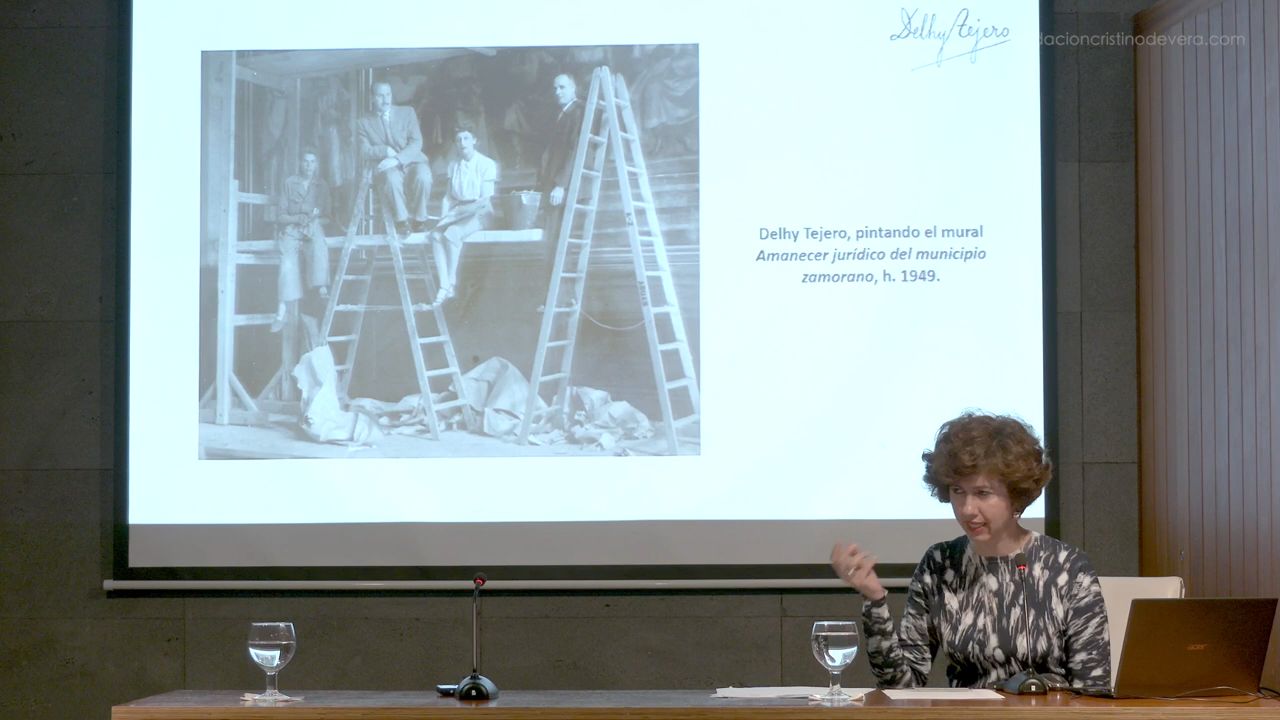 Delhy Tejero
dacioncristinodevera.com
Delhy Tejero, pintando el mural
Amanecer jurídico del municipio
zamorano, h. 1949.
acer